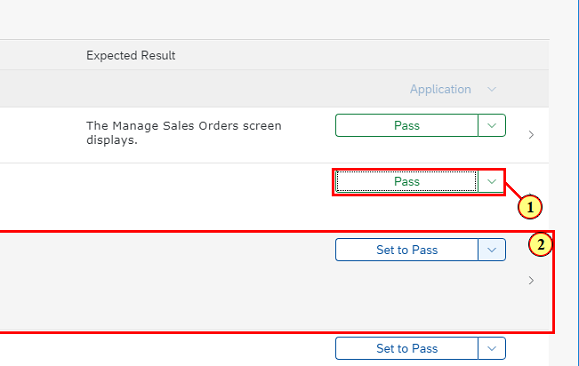 Expected Result
Application
The Manage Sales Orders screen
displays.
Pass
Pass
1
2
Set to Pass
Set to Pass